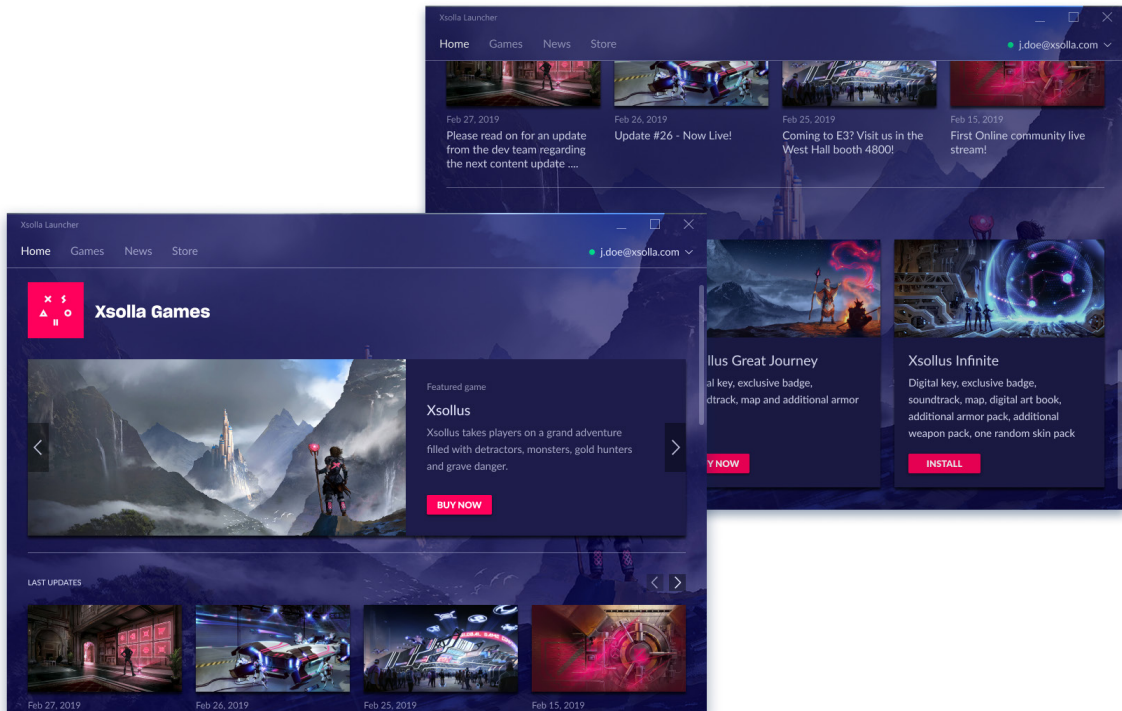 Xsolla Launcher
Home Games News Store
j.doe@xsolla.com
Feb 27, 2019
Please read on for an update
from the dev team regarding
the next content update ....
Feb 26, 2019
Update #26 - Now Live!
Feb 25, 2019
Coming to E3? Visit us in the
West Hall booth 4800!
Feb 15, 2019
First Online community live
stream!
llus Great Journey
al key, exclusive badge,
dtrack, map and additional armor
Y NOW
Xsollus Infinite
Digital key, exclusive badge,
soundtrack, map, digital art book,
additional armor pack, additional
weapon pack, one random skin pack
INSTALL
Xsolla Launcher
Home Games News Store
j.doe@xsolla.com
Xsolla Games
Featured game
Xsollus
Xsollus takes players on a grand adventure
filled with detractors, monsters, gold hunters
and grave danger.
BUY NOW
LAST UPDATES
Feb 27, 2019
Feb 26, 2019
Feb 25, 2019
Feb 15, 2019